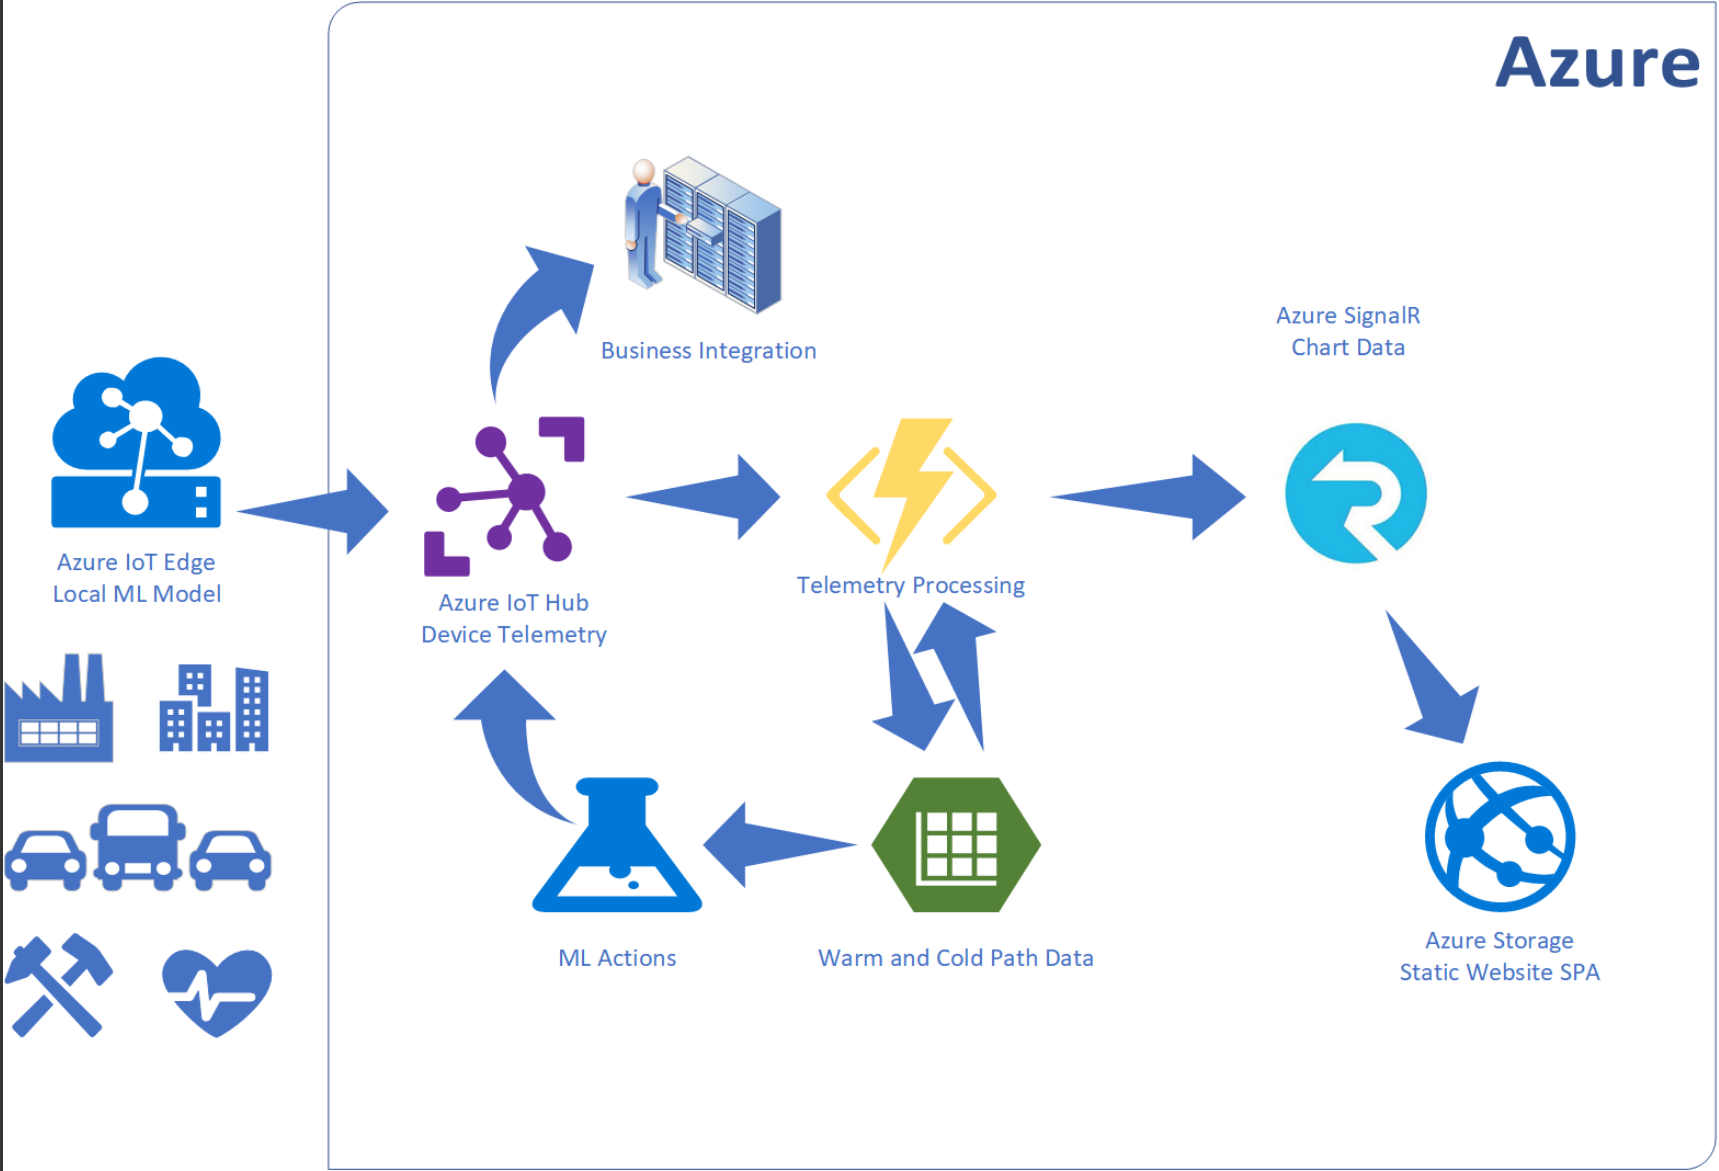 Azure
Business Integration
Azure SignalR
Chart Data
Azure IoT Edge
Local ML Model
Azure IoT Hub
Device Telemetry
Telemetry Processing
ML Actions
Warm and Cold Path Data
Azure Storage
Static Website SPA